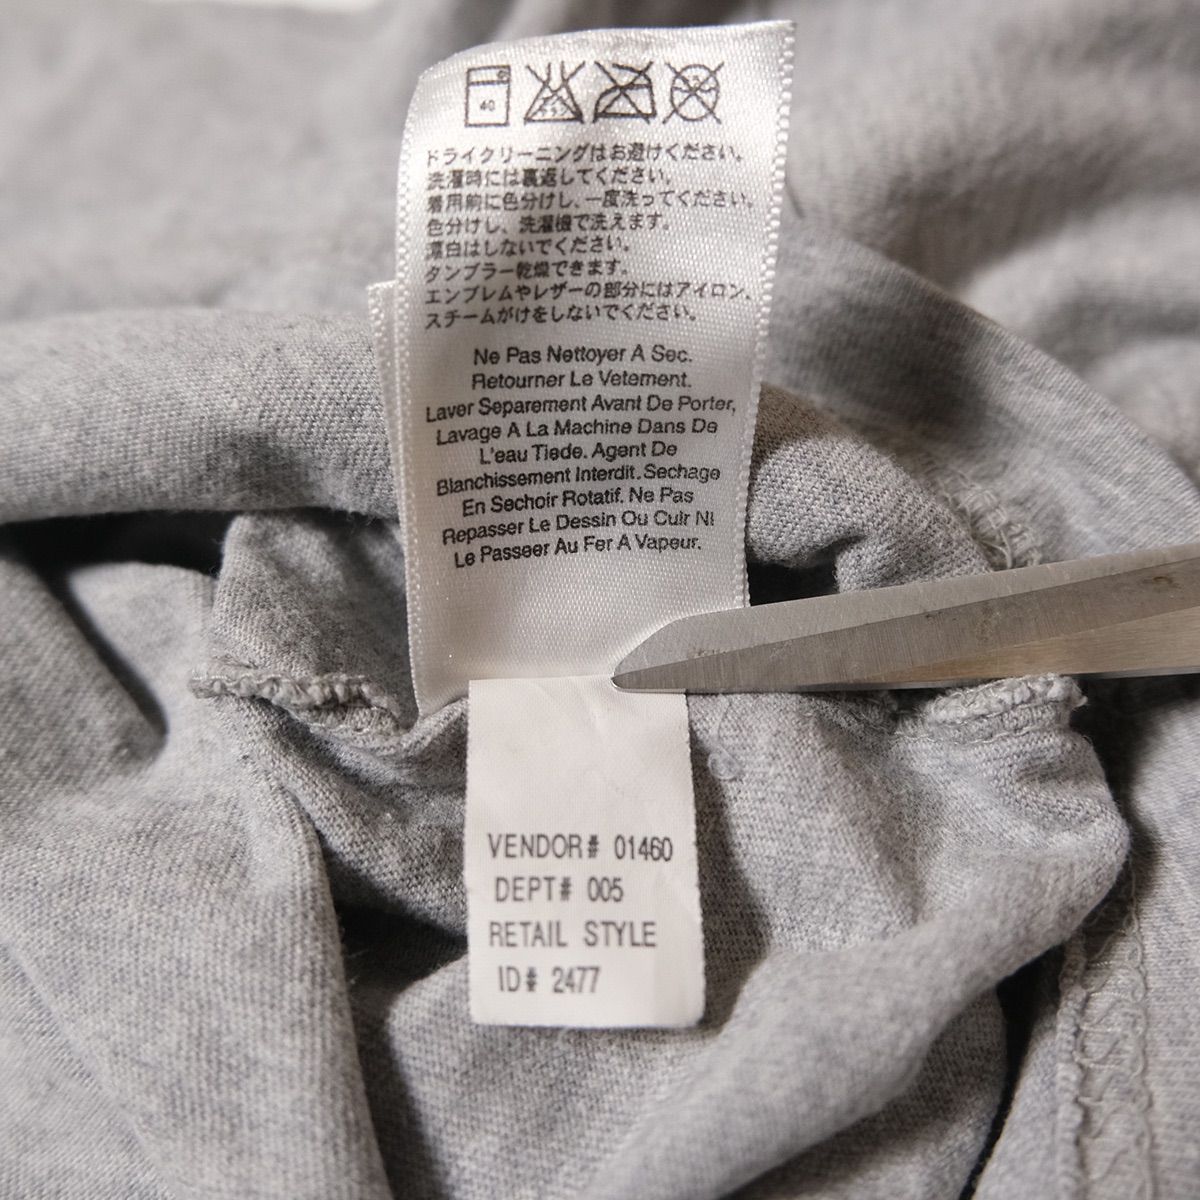 40
ドライクリーニングはお避けください。
洗濯時には裏返してください。
着用前に色分けし、一度洗ってください。
色分けし、洗濯機で洗えます。
漂白はしないでください。
タンブラー乾燥できます。
エンブレムやレザーの部分にはアイロン、
スチームがけをしないでください。
Ne Pas Nettoyer A Sec.
Retourner Le Vetement.
Laver Separement Avant De Porter,
Lavage A La Machine Dans De
L'eau Tiede. Agent De
Blanchissement Interdit. Sechage
En Sechoir Rotatif. Ne Pas
Repasser Le Dessin Ou Cuir Ni
Le Passeer Au Fer A Vapeur.
VENDOR# 01460
DEPT# 005
RETAIL STYLE
ID# 2477